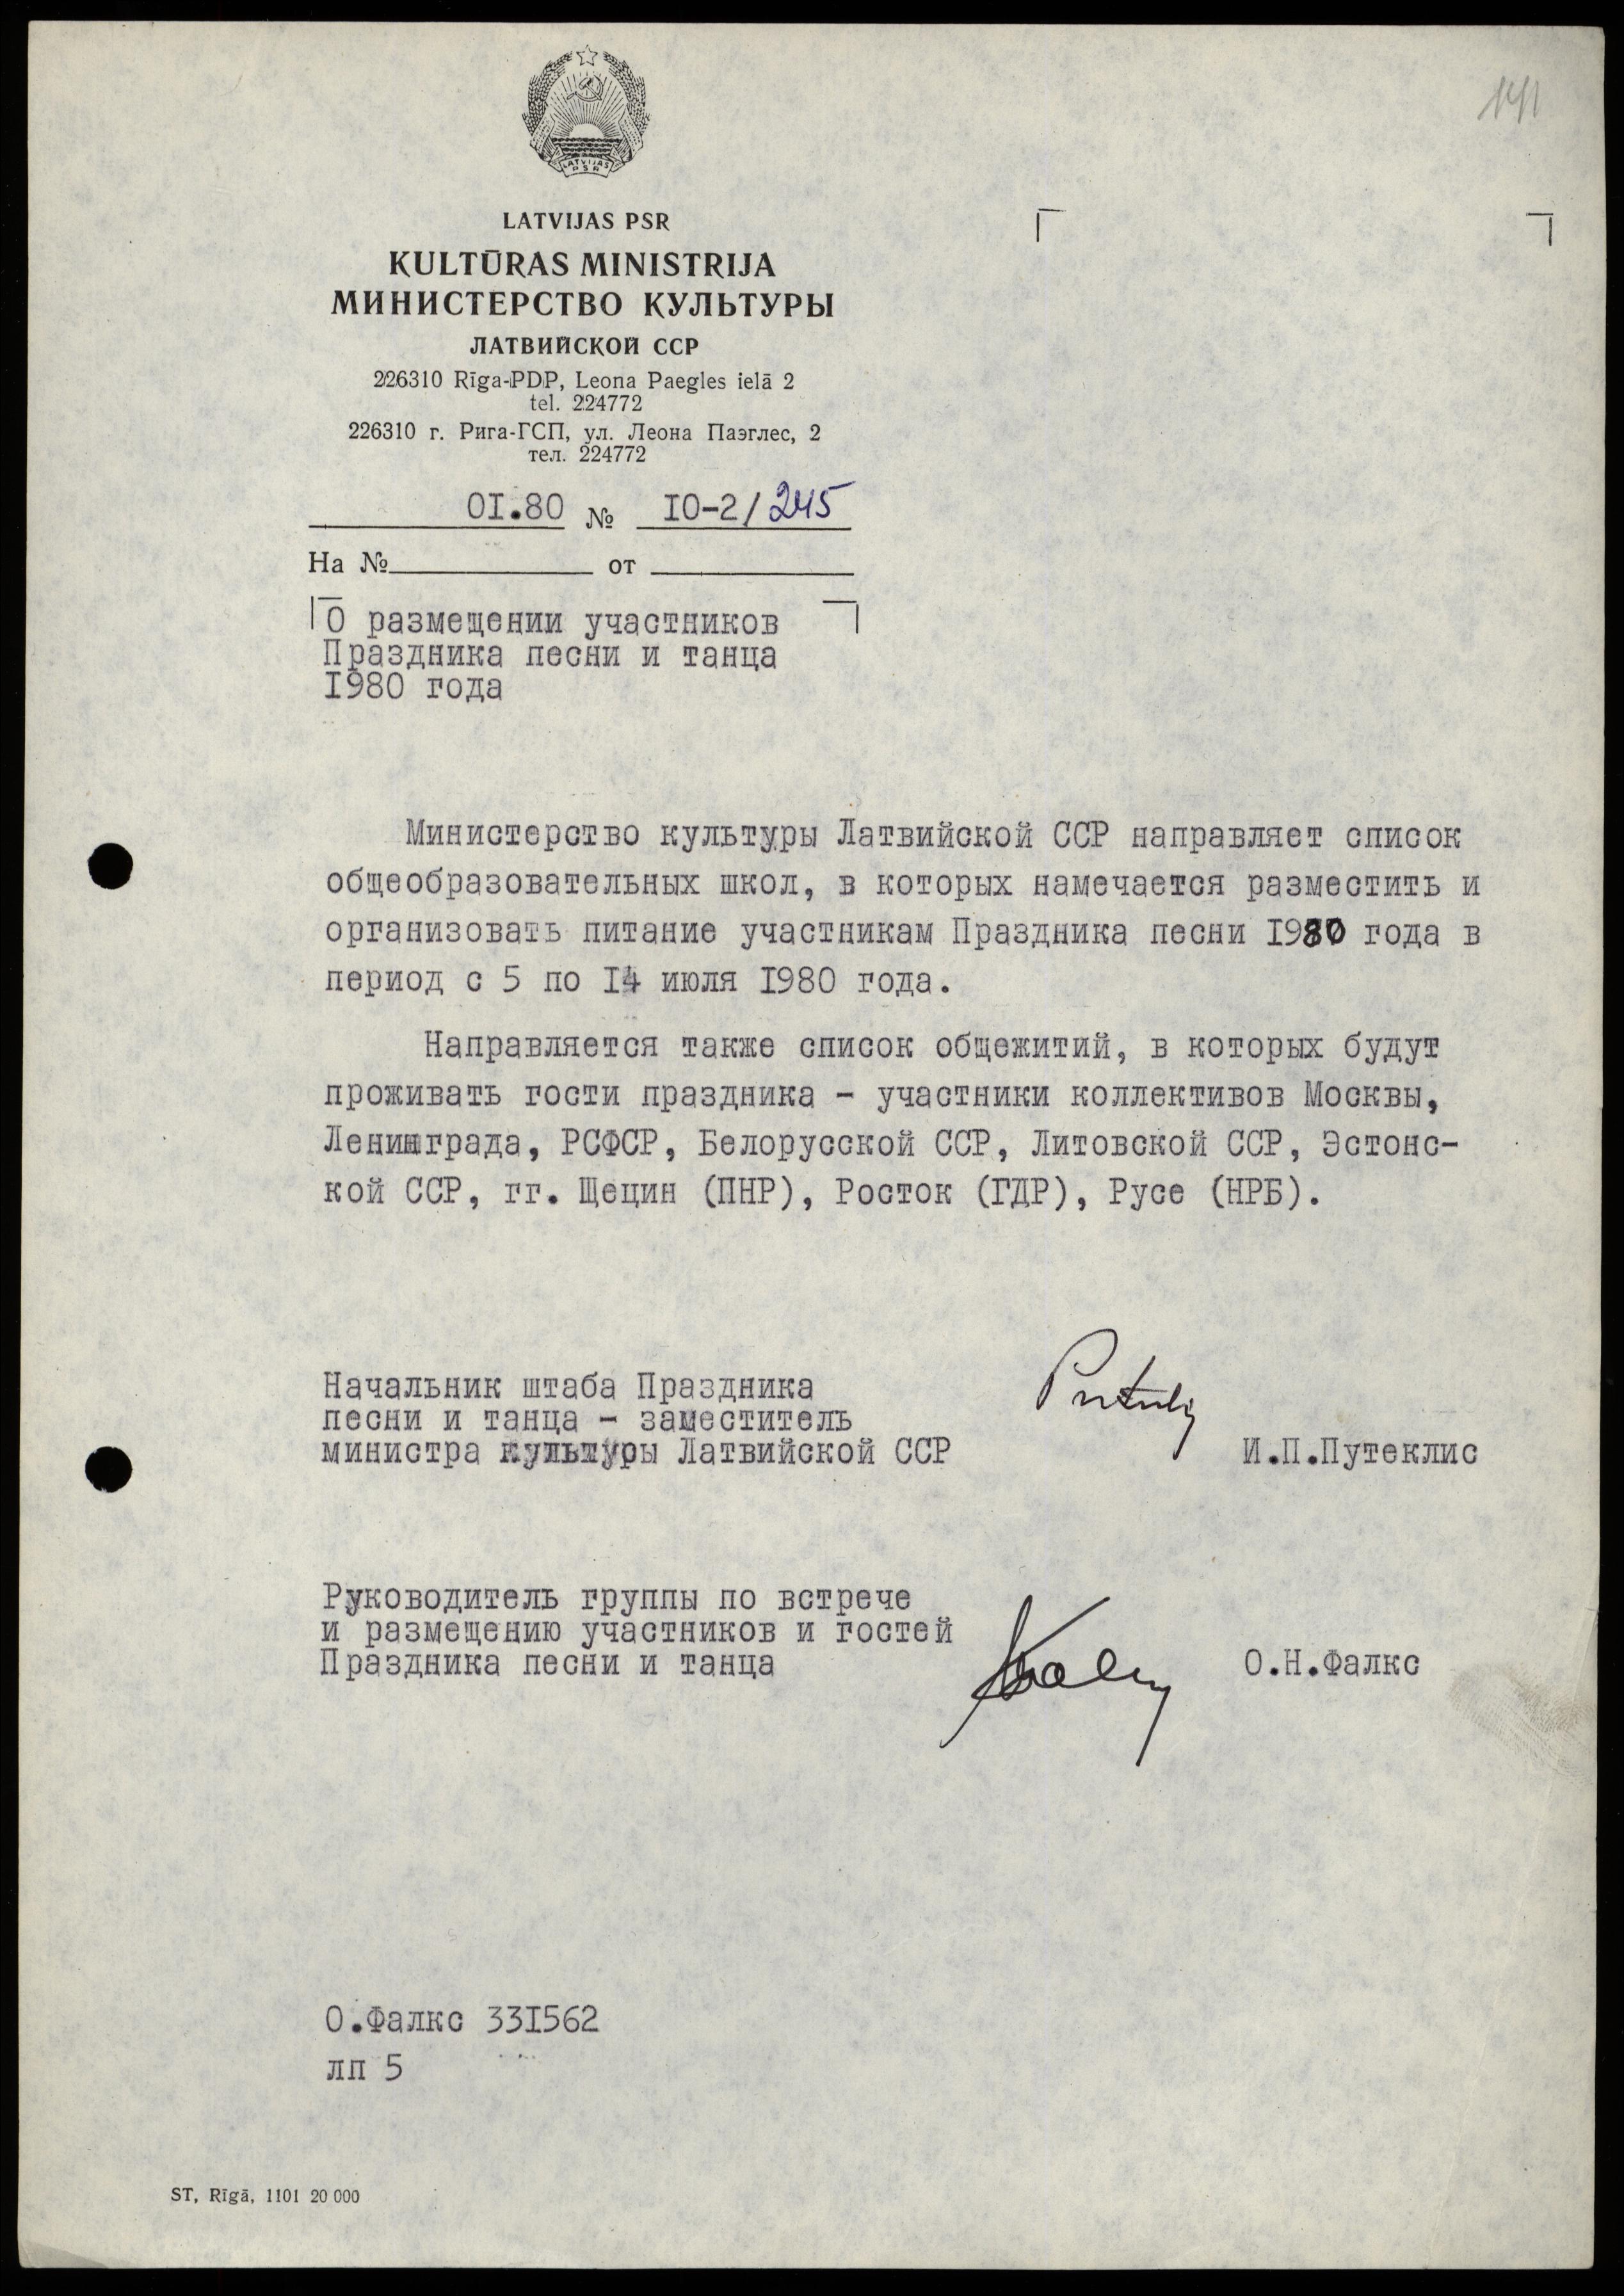 141
LATVIJAS
PSR
LATVIJAS PSR
KULTŪRAS MINISTRIJA
МИНИСТЕРСТВО КУЛЬТУРЫ
ЛАТВИЙСКОЙ ССР
226310 Rīga-PDP, Leona Paegles ielā 2
tel. 224772
226310 г. Рига-ГСП, ул. Леона Паэглес, 2
тел. 224772
01.80 № 10-2/245
На № от
О размещении участников
Праздника песни и танца
1980 года
Министерство культуры Латвийской ССР направляет список
общеобразовательных школ, в которых намечается разместить и
организовать питание участникам Праздника песни 1980 года в
период с 5 по 14 июля 1980 года.
Направляется также список общежитий, в которых будут
проживать гости праздника - участники коллективов Москвы,
Ленинграда, РСФСР, Белорусской ССР, Литовской ССР, Эстонс-
кой ССР, гг. Щецин (ПНР), Росток (ГДР), Русе (НРБ).
Начальник штаба Праздника
песни и танца - заместитель
министра культуры Латвийской ССР И.П.Путеклис
Руководитель группы по встрече
и размещению участников и гостей
Праздника песни и танца О.Н.Фалкс
О.Фалкс 331562
лп 5
ST, Rīgā, 1101 20 000